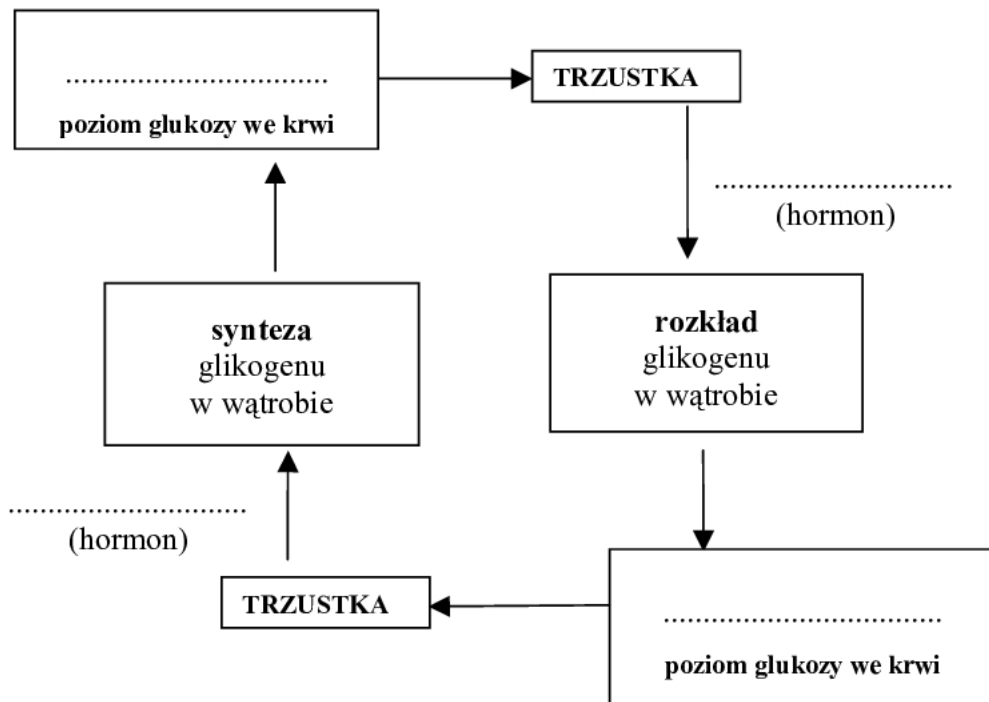 .................................
TRZUSTKA
poziom glukozy we krwi
..............................
(hormon)
synteza
glikogenu
w wątrobie
rozkład
glikogenu
w wątrobie
..............................
(hormon)
TRZUSTKA
...................................
poziom glukozy we krwi